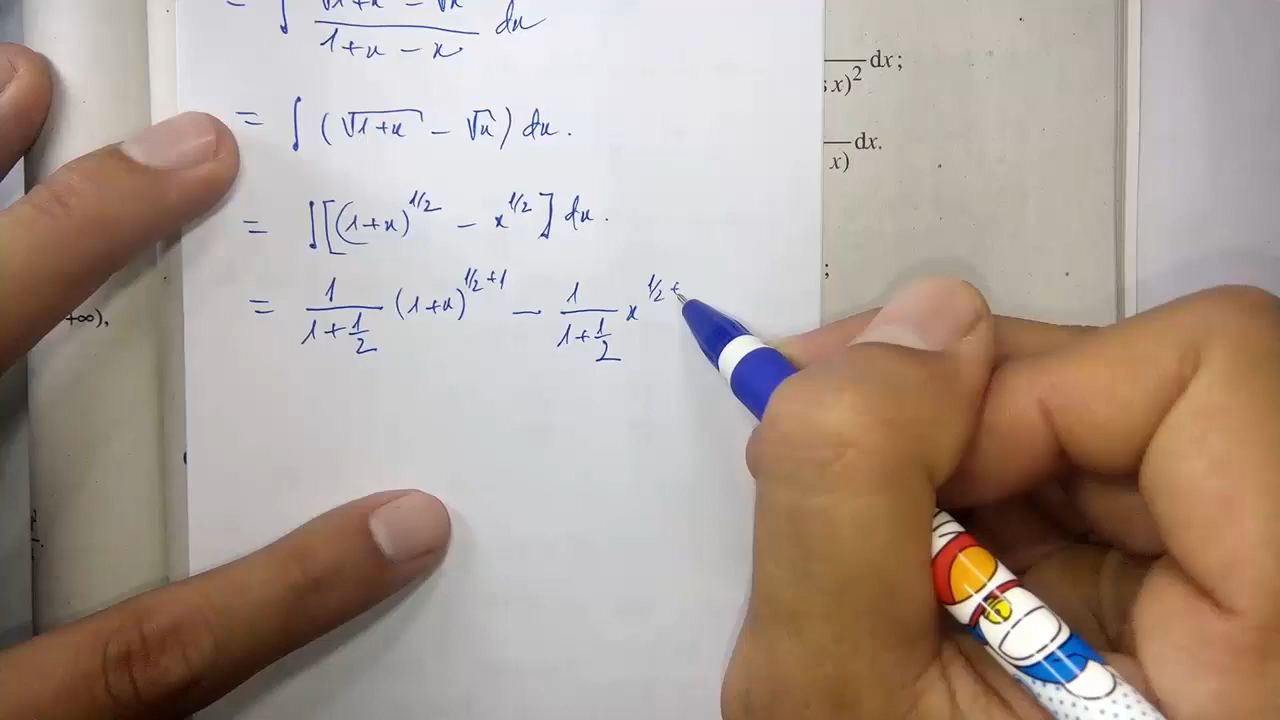 = ∫ (√1+x − √x) / (1+x − x) dx
= ∫ (√1+x − √x) dx.
= ∫ [(1+x)^1/2 − x^1/2] dx.
= 1/(1+1/2) (1+x)^1/2+1 − 1/(1+1/2) x^1/2+
x)² dx;
x) dx.
;
+∞),